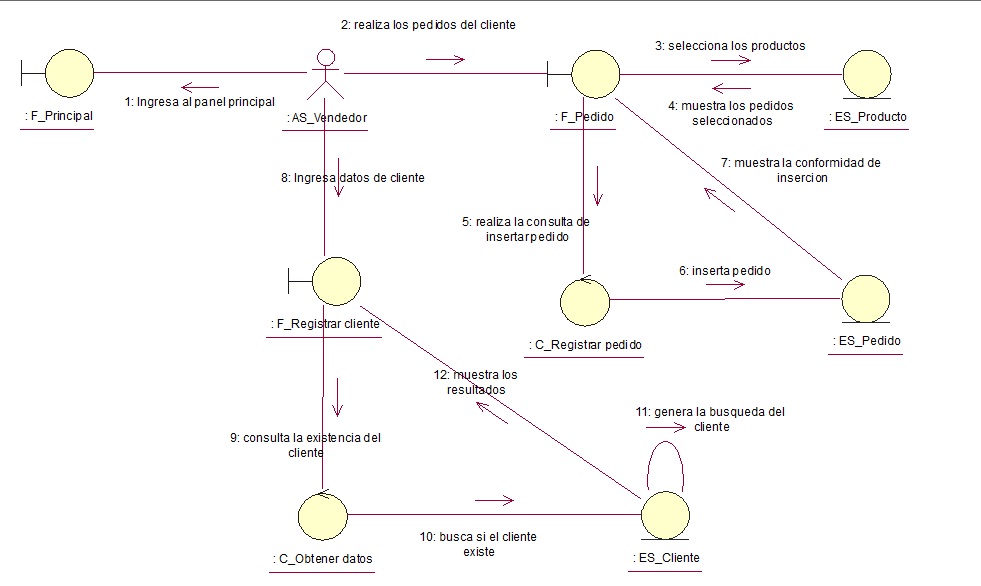 2: realiza los pedidos del cliente
3: selecciona los productos
1: Ingresa al panel principal
4: muestra los pedidos
seleccionados
: F_Principal
: AS_Vendedor
: F_Pedido
: ES_Producto
7: muestra la conformidad de
insercion
8: Ingresa datos de cliente
5: realiza la consulta de
insertar pedido
6: inserta pedido
: F_Registrar cliente
: C_Registrar pedido
: ES_Pedido
12: muestra los
resultados
11: genera la busqueda del
cliente
9: consulta la existencia del
cliente
10: busca si el cliente
existe
: C_Obtener datos
: ES_Cliente